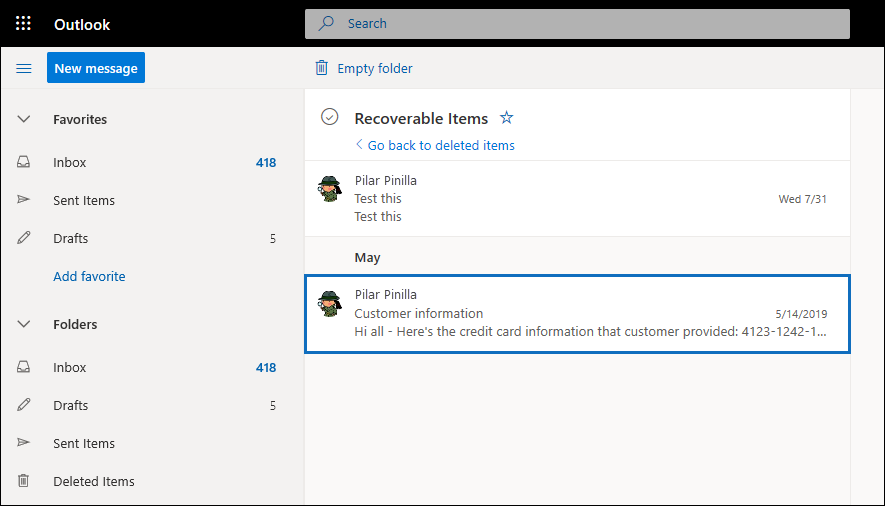 Outlook
Search
New message
Empty folder
Favorites
Inbox 418
Sent Items
Drafts 5
Add favorite
Folders
Inbox 418
Drafts 5
Sent Items
Deleted Items
Recoverable Items
Go back to deleted items
Pilar Pinilla
Test this Wed 7/31
Test this
May
Pilar Pinilla
Customer information 5/14/2019
Hi all - Here's the credit card information that customer provided: 4123-1242-1...